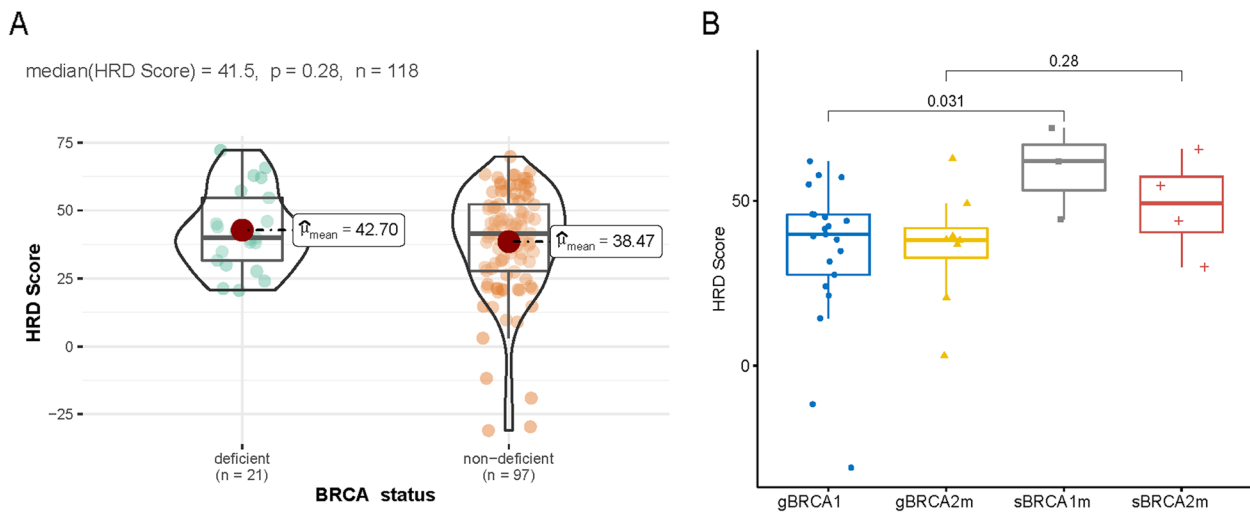 A
median(HRD Score) = 41.5, p = 0.28, n = 118
HRD Score
75
50
25
0
−25
μ̂mean = 42.70
μ̂mean = 38.47
deficient
(n = 21)
non-deficient
(n = 97)
BRCA status
B
0.28
0.031
HRD Score
50
0
gBRCA1
gBRCA2m
sBRCA1m
sBRCA2m